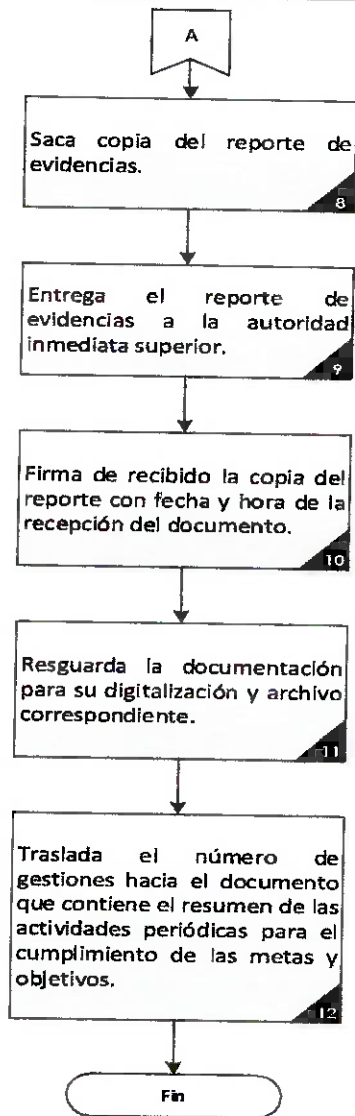 A
Saca copia del reporte de
evidencias.
8
Entrega el reporte de
evidencias a la autoridad
inmediata superior.
9
Firma de recibido la copia del
reporte con fecha y hora de la
recepción del documento.
10
Resguarda la documentación
para su digitalización y archivo
correspondiente.
11
Traslada el número de
gestiones hacia el documento
que contiene el resumen de las
actividades periódicas para el
cumplimiento de las metas y
objetivos.
12
Fin